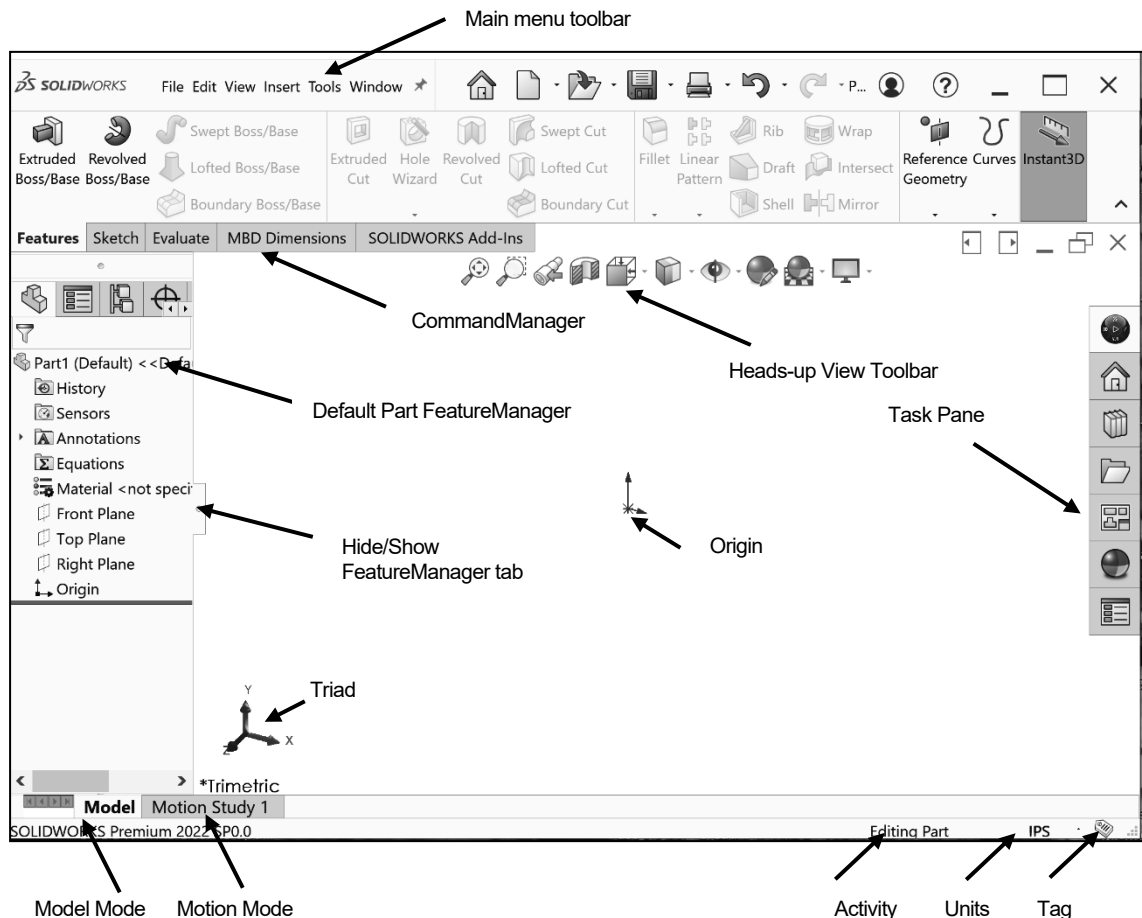 Main menu toolbar
SOLIDWORKS File Edit View Insert Tools Window P...
Extruded Boss/Base
Revolved Boss/Base
Swept Boss/Base
Lofted Boss/Base
Boundary Boss/Base
Extruded Cut
Hole Wizard
Revolved Cut
Swept Cut
Lofted Cut
Boundary Cut
Fillet
Linear Pattern
Rib
Draft
Shell
Wrap
Intersect
Mirror
Reference Geometry
Curves
Instant3D
Features Sketch Evaluate MBD Dimensions SOLIDWORKS Add-Ins
CommandManager
Heads-up View Toolbar
Part1 (Default) <<Defa
History
Sensors
Annotations
Equations
Material <not speci
Front Plane
Top Plane
Right Plane
Origin
Default Part FeatureManager
Task Pane
Hide/Show
FeatureManager tab
Origin
Triad
Y
X
Z
*Trimetric
Model Motion Study 1
SOLIDWORKS Premium 2022 SP0.0 Editing Part IPS
Model Mode Motion Mode Activity Units Tag